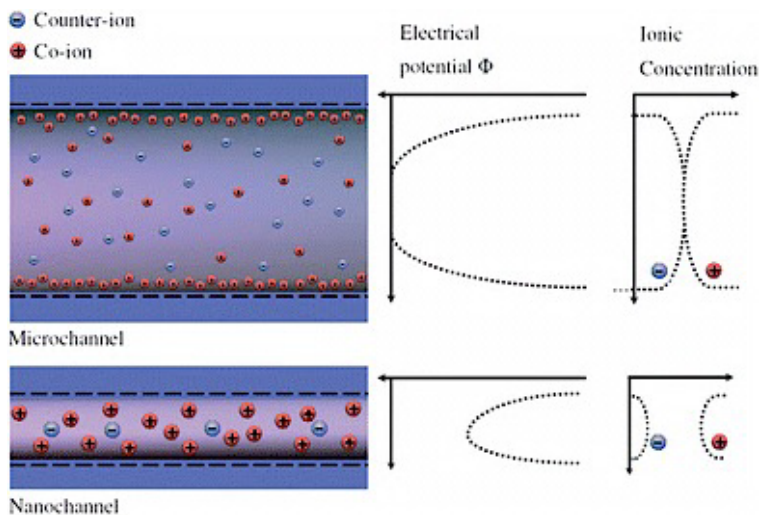 Counter-ion
Co-ion
Electrical
potential Φ
Ionic
Concentration
Microchannel
Nanochannel